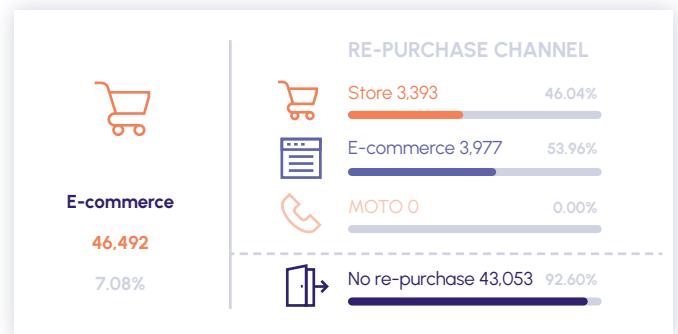 E-commerce
46,492
7.08%
RE-PURCHASE CHANNEL
Store 3,393 46.04%
E-commerce 3,977 53.96%
MOTO 0 0.00%
No re-purchase 43,053 92.60%